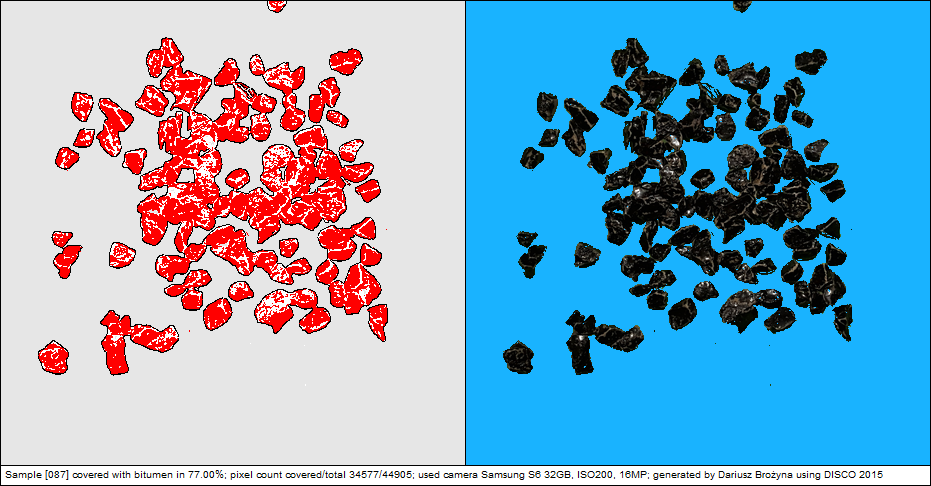 Sample [087] covered with bitumen in 77.00%; pixel count covered/total 34577/44905; used camera Samsung S6 32GB, ISO200, 16MP; generated by Dariusz Brożyna using DISCO 2015